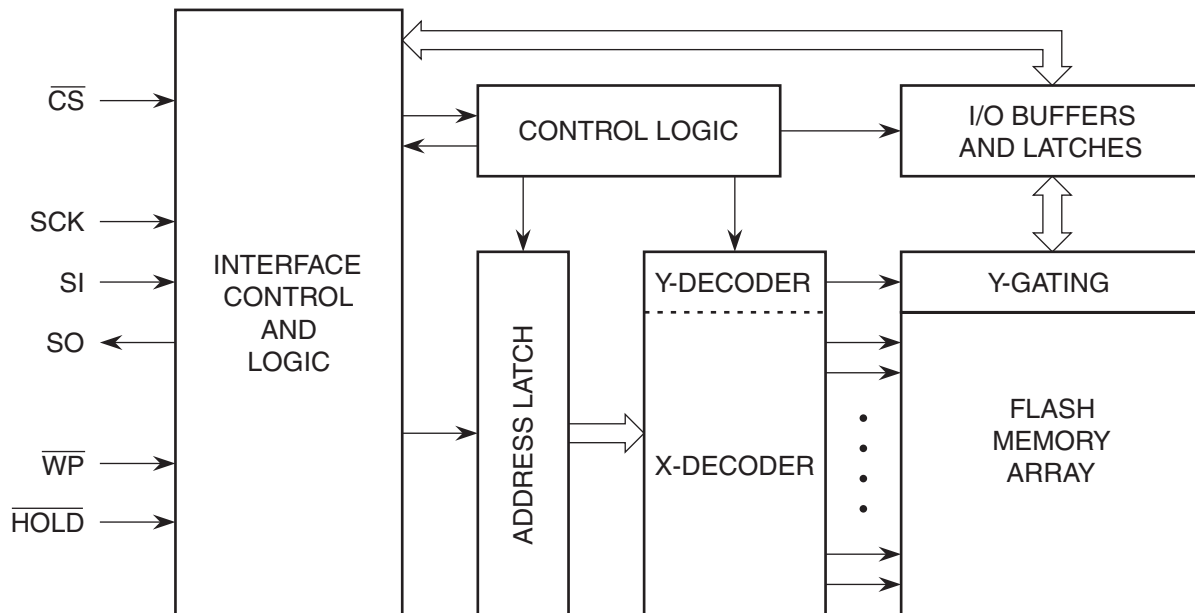 CS
SCK
SI
SO
WP
HOLD
INTERFACE
CONTROL
AND
LOGIC
CONTROL LOGIC
I/O BUFFERS
AND LATCHES
ADDRESS LATCH
Y-DECODER
X-DECODER
Y-GATING
FLASH
MEMORY
ARRAY